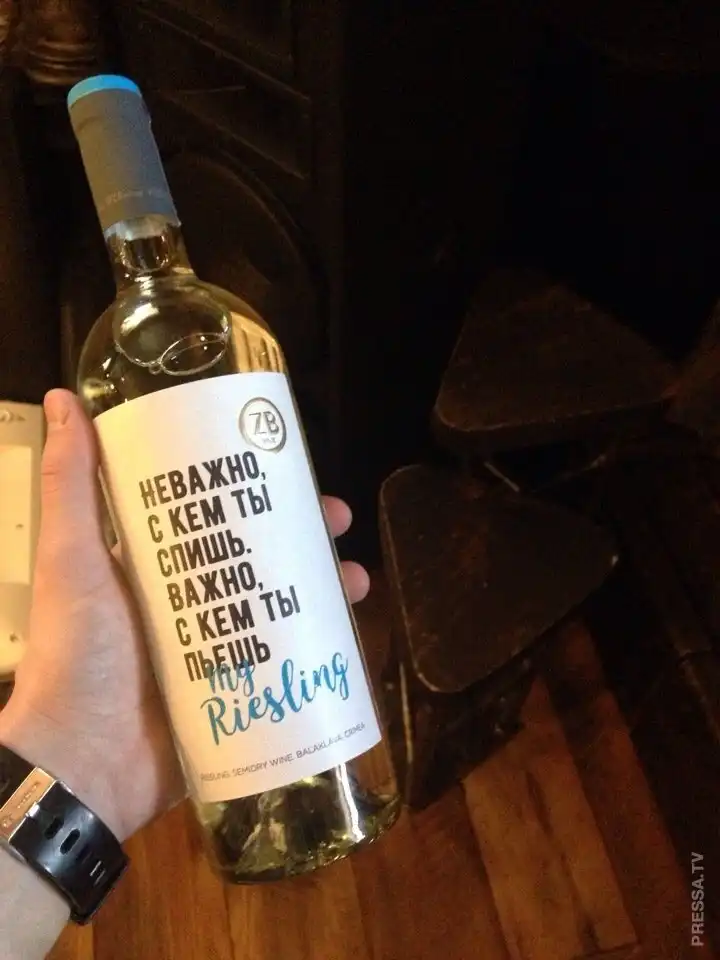 ZB
НЕВАЖНО,
С КЕМ ТЫ
СПИШЬ.
ВАЖНО,
С КЕМ ТЫ
ПЬЕШЬ
my
Riesling
RIESLING. SEMIDRY WINE. BALAKLAVA. CRIMEA
PRESSA.TV